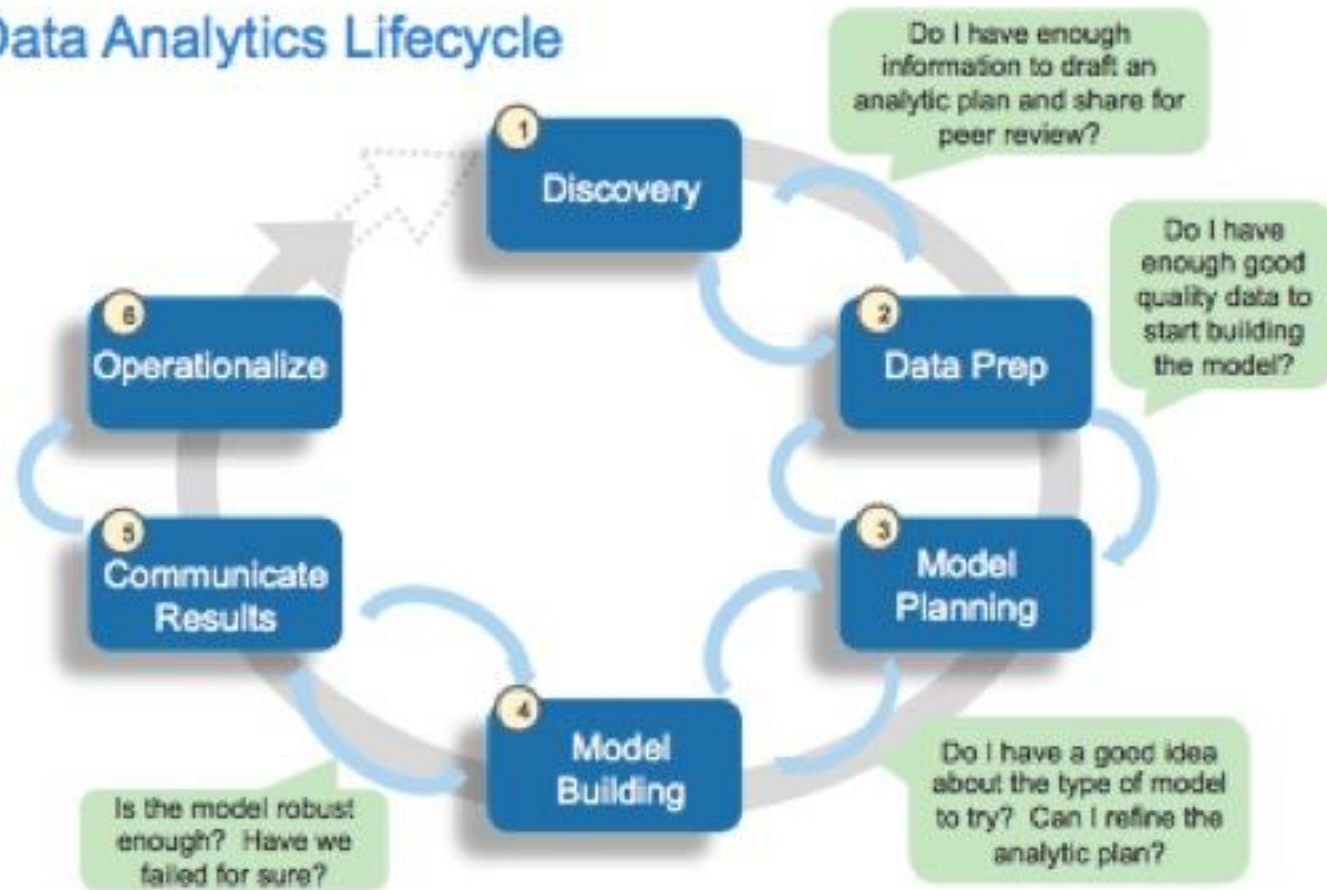 Data Analytics Lifecycle
Do I have enough
information to draft an
analytic plan and share for
peer review?
1
Discovery
Do I have
enough good
quality data to
start building
the model?
2
Data Prep
6
Operationalize
3
Model
Planning
5
Communicate
Results
4
Model
Building
Do I have a good idea
about the type of model
to try? Can I refine the
analytic plan?
Is the model robust
enough? Have we
failed for sure?